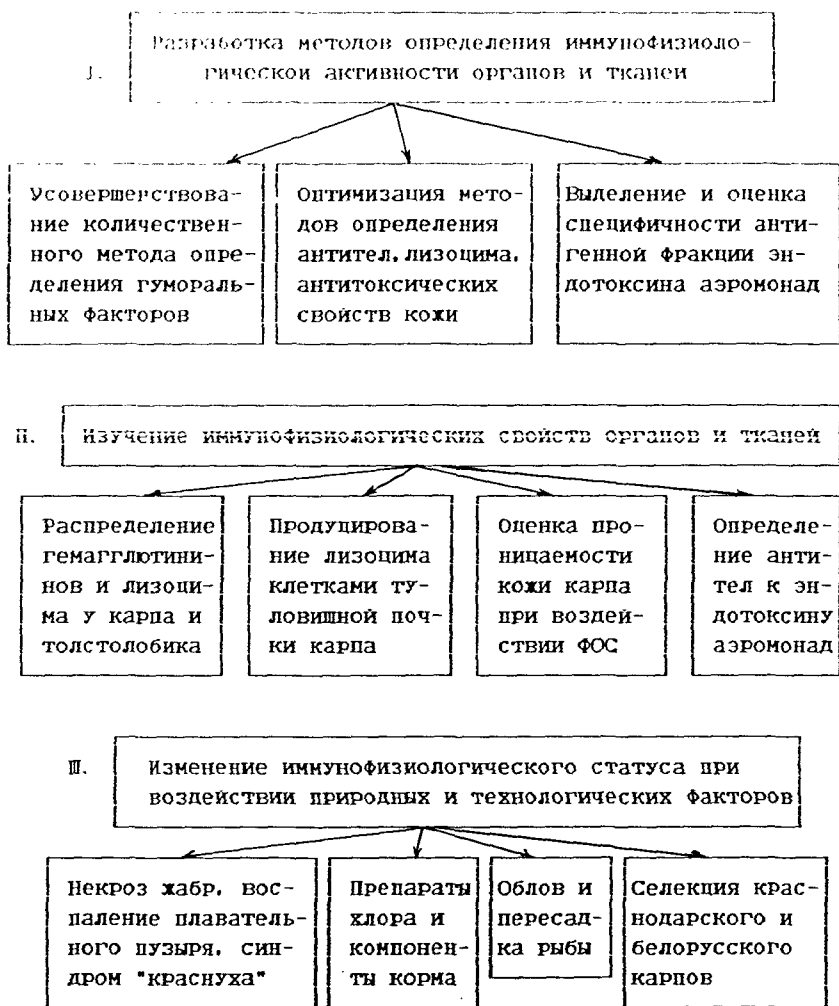 Разработка методов определения иммунофизиоло-
I. гической активности органов и тканей
Усовершенствова-
ние количествен-
ного метода опре-
деления гумораль-
ных факторов
Оптимизация мето-
дов определения
антител, лизоцима,
антитоксических
свойств кожи
Выделение и оценка
специфичности анти-
генной фракции эн-
дотоксина аэромонад
II. Изучение иммунофизиологических свойств органов и тканей
Распределение
гемагглютини-
нов и лизоци-
ма у карпа и
толстолобика
Продуцирова-
ние лизоцима
клетками ту-
ловишной поч-
ки карпа
Оценка про-
ницаемости
кожи карпа
при воздей-
ствии ФОС
Определе-
ние анти-
тел к эн-
дотоксину
аэромонад
III. Изменение иммунофизиологического статуса при
воздействии природных и технологических факторов
Некроз жабр, вос-
паление плаватель-
ного пузыря, син-
дром "краснуха"
Препараты
хлора и
компонен-
ты корма
Облов и
пересад-
ка рыбы
Селекция крас-
нодарского и
белорусского
карпов